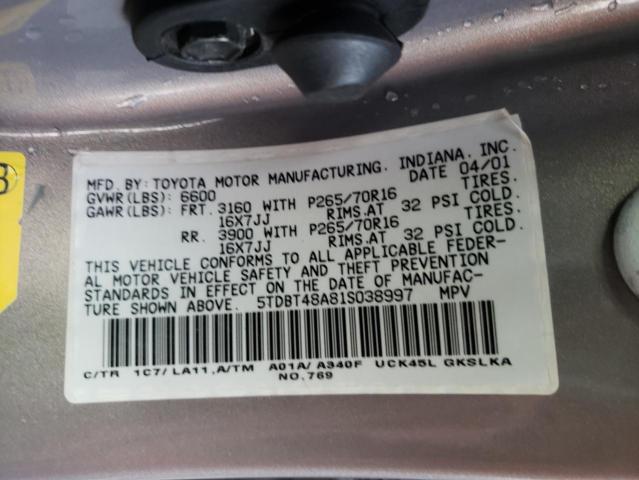 MFD. BY: TOYOTA MOTOR MANUFACTURING, INDIANA, INC.
GVWR(LBS): 6600 DATE 04/01
GAWR(LBS): FRT. 3160 WITH P265/70R16 TIRES.
16X7JJ RIMS.AT 32 PSI COLD.
RR. 3900 WITH P265/70R16 TIRES.
16X7JJ RIMS.AT 32 PSI COLD.
THIS VEHICLE CONFORMS TO ALL APPLICABLE FEDER-
AL MOTOR VEHICLE SAFETY AND THEFT PREVENTION
STANDARDS IN EFFECT ON THE DATE OF MANUFAC-
TURE SHOWN ABOVE. 5TDBT48A81S038997 MPV
C/TR 1C7/LA11,A/TM A01A/A340F UCK45L GKSLKA
NO.769